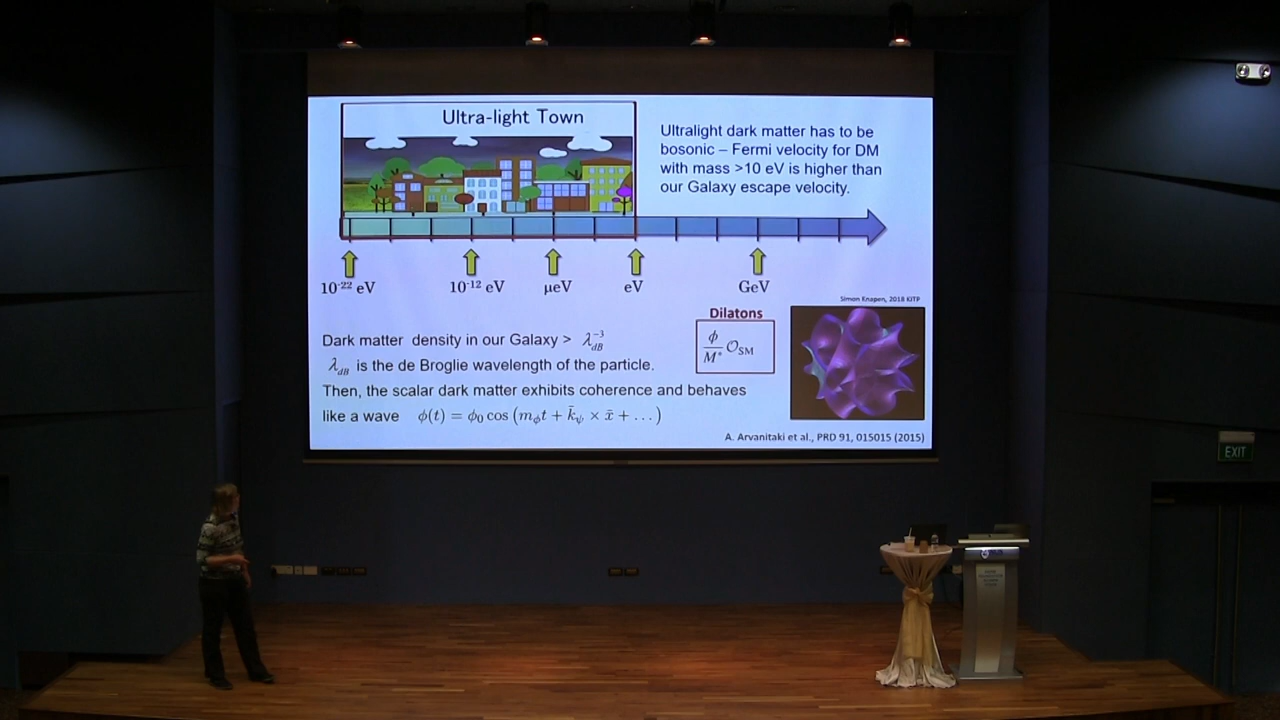 Ultra-light Town
Ultralight dark matter has to be
bosonic – Fermi velocity for DM
with mass >10 eV is higher than
our Galaxy escape velocity.
10⁻²² eV
10⁻¹² eV
μeV
eV
GeV
Simon Knapen, 2018 KITP
Dilatons
ϕ/M* 𝒪SM
Dark matter density in our Galaxy > λ_dB⁻³
λ_dB is the de Broglie wavelength of the particle.
Then, the scalar dark matter exhibits coherence and behaves
like a wave ϕ(t) = ϕ₀ cos (m_ϕ t + k̄_ψ × x̄ + . . . )
A. Arvanitaki et al., PRD 91, 015015 (2015)
EXIT